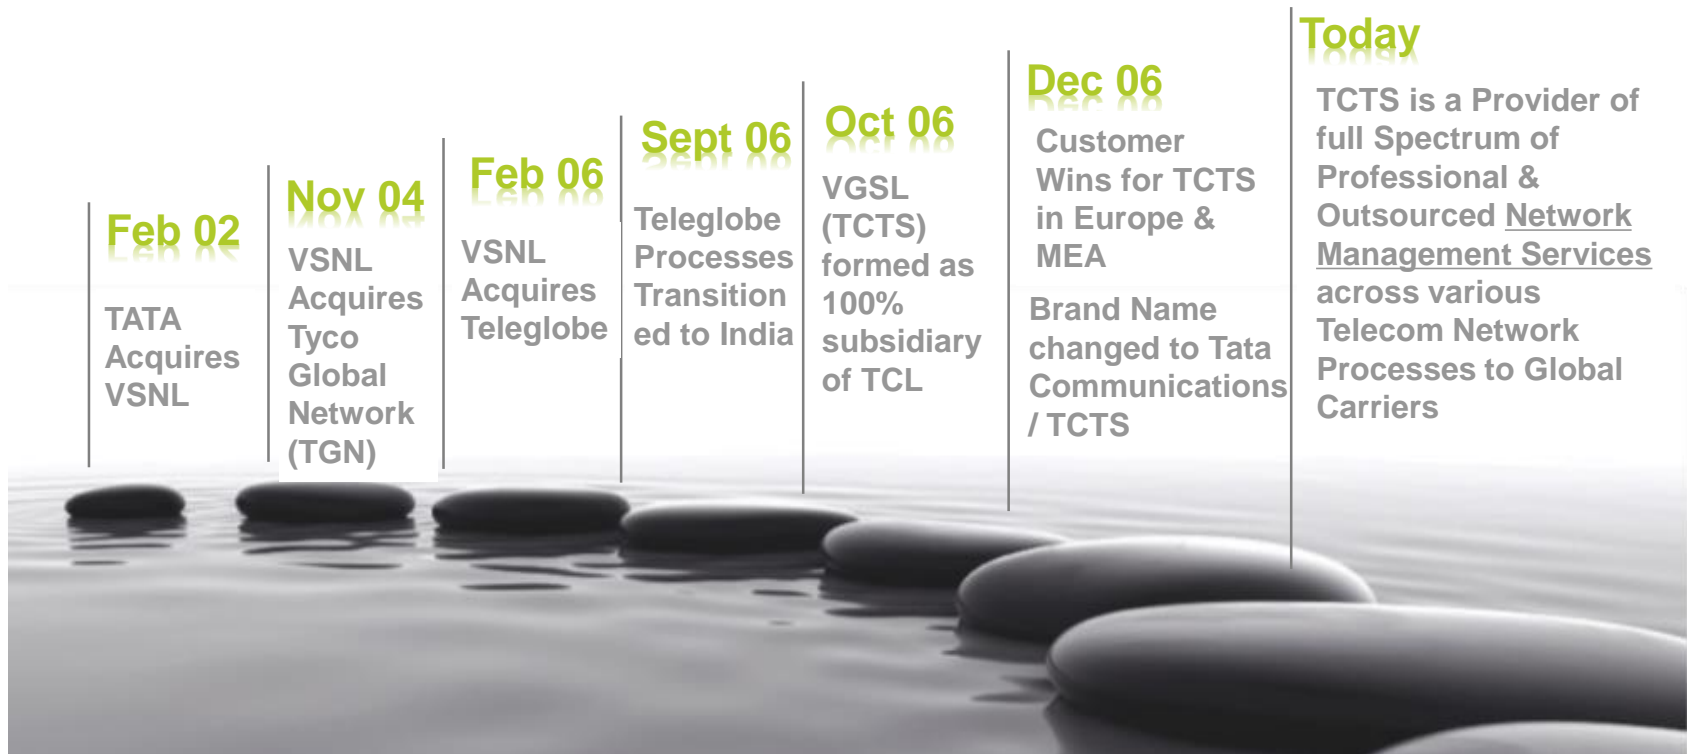 Feb 02
TATA
Acquires
VSNL
Nov 04
VSNL
Acquires
Tyco
Global
Network
(TGN)
Feb 06
VSNL
Acquires
Teleglobe
Sept 06
Teleglobe
Processes
Transition
ed to India
Oct 06
VGSL
(TCTS)
formed as
100%
subsidiary
of TCL
Dec 06
Customer
Wins for TCTS
in Europe &
MEA
Brand Name
changed to Tata
Communications
/ TCTS
Today
TCTS is a Provider of
full Spectrum of
Professional &
Outsourced Network
Management Services
across various
Telecom Network
Processes to Global
Carriers